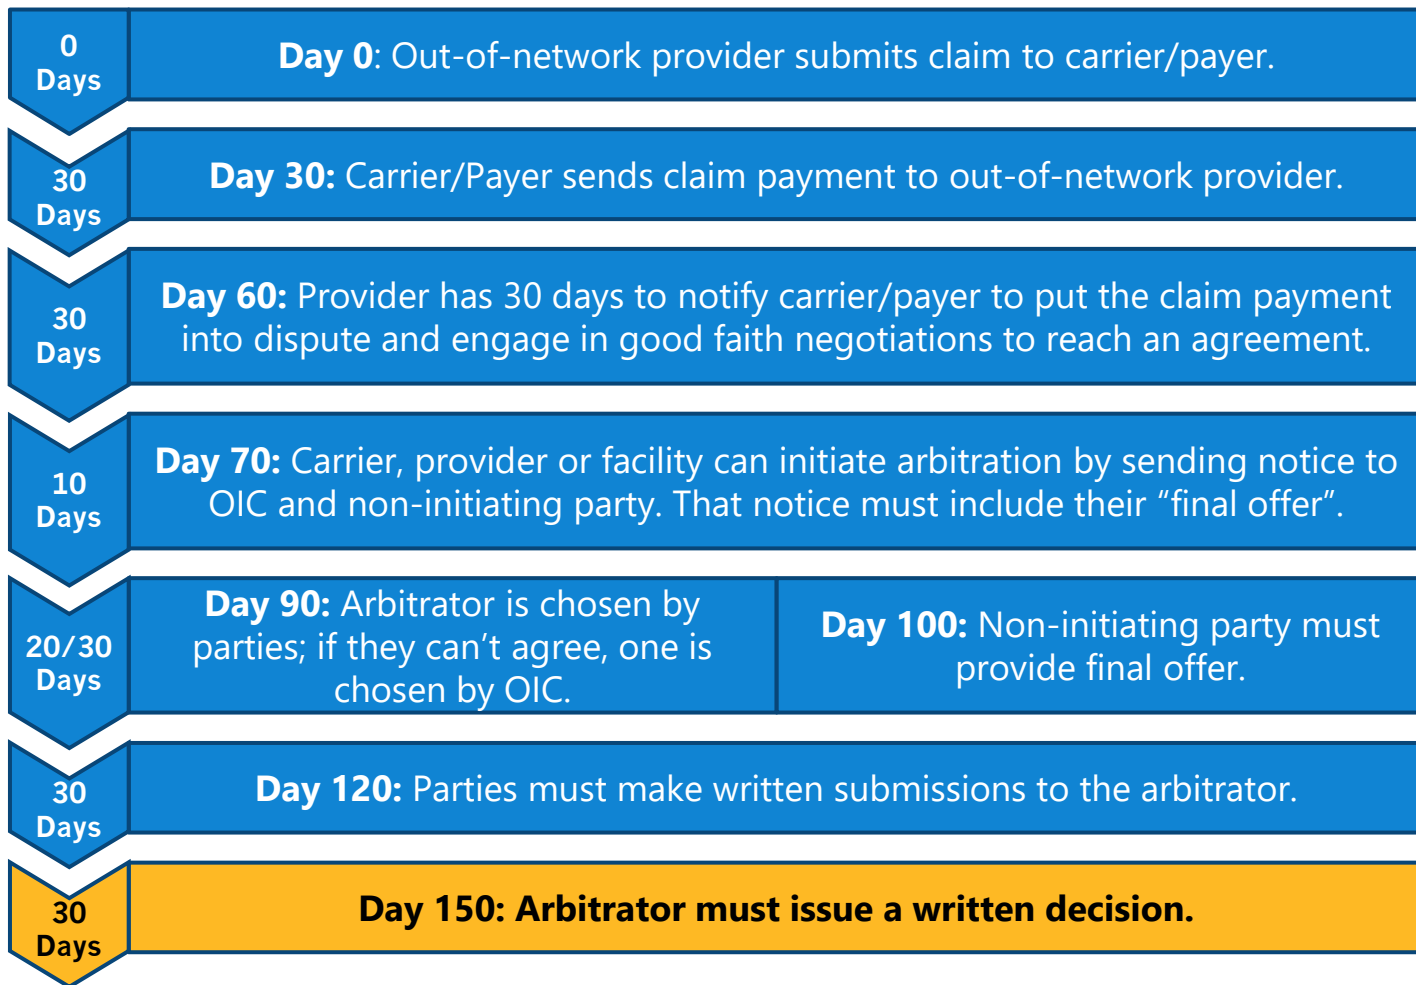 0
Days
Day 0: Out-of-network provider submits claim to carrier/payer.
30
Days
Day 30: Carrier/Payer sends claim payment to out-of-network provider.
30
Days
Day 60: Provider has 30 days to notify carrier/payer to put the claim payment
into dispute and engage in good faith negotiations to reach an agreement.
10
Days
Day 70: Carrier, provider or facility can initiate arbitration by sending notice to
OIC and non-initiating party. That notice must include their “final offer”.
20/30
Days
Day 90: Arbitrator is chosen by
parties; if they can’t agree, one is
chosen by OIC.
Day 100: Non-initiating party must
provide final offer.
30
Days
Day 120: Parties must make written submissions to the arbitrator.
30
Days
Day 150: Arbitrator must issue a written decision.